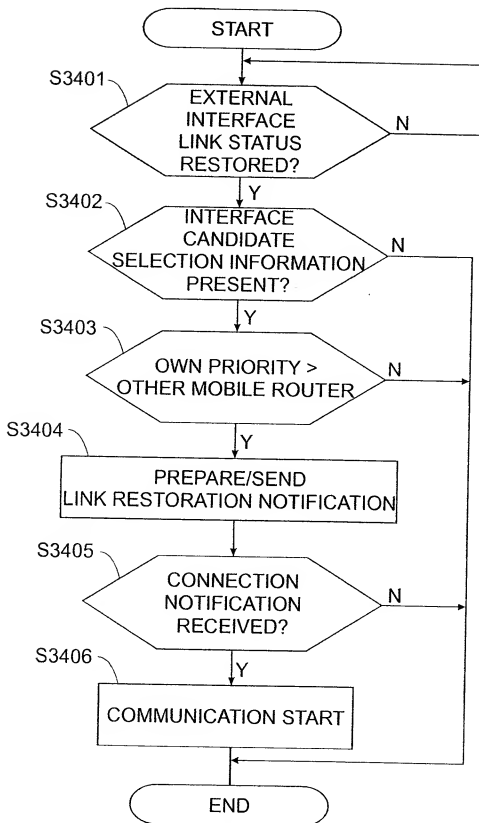 START
S3401
EXTERNAL
INTERFACE
LINK STATUS
RESTORED?
N
Y
S3402
INTERFACE
CANDIDATE
SELECTION INFORMATION
PRESENT?
N
Y
S3403
OWN PRIORITY >
OTHER MOBILE ROUTER
N
Y
S3404
PREPARE/SEND
LINK RESTORATION NOTIFICATION
S3405
CONNECTION
NOTIFICATION
RECEIVED?
N
Y
S3406
COMMUNICATION START
END